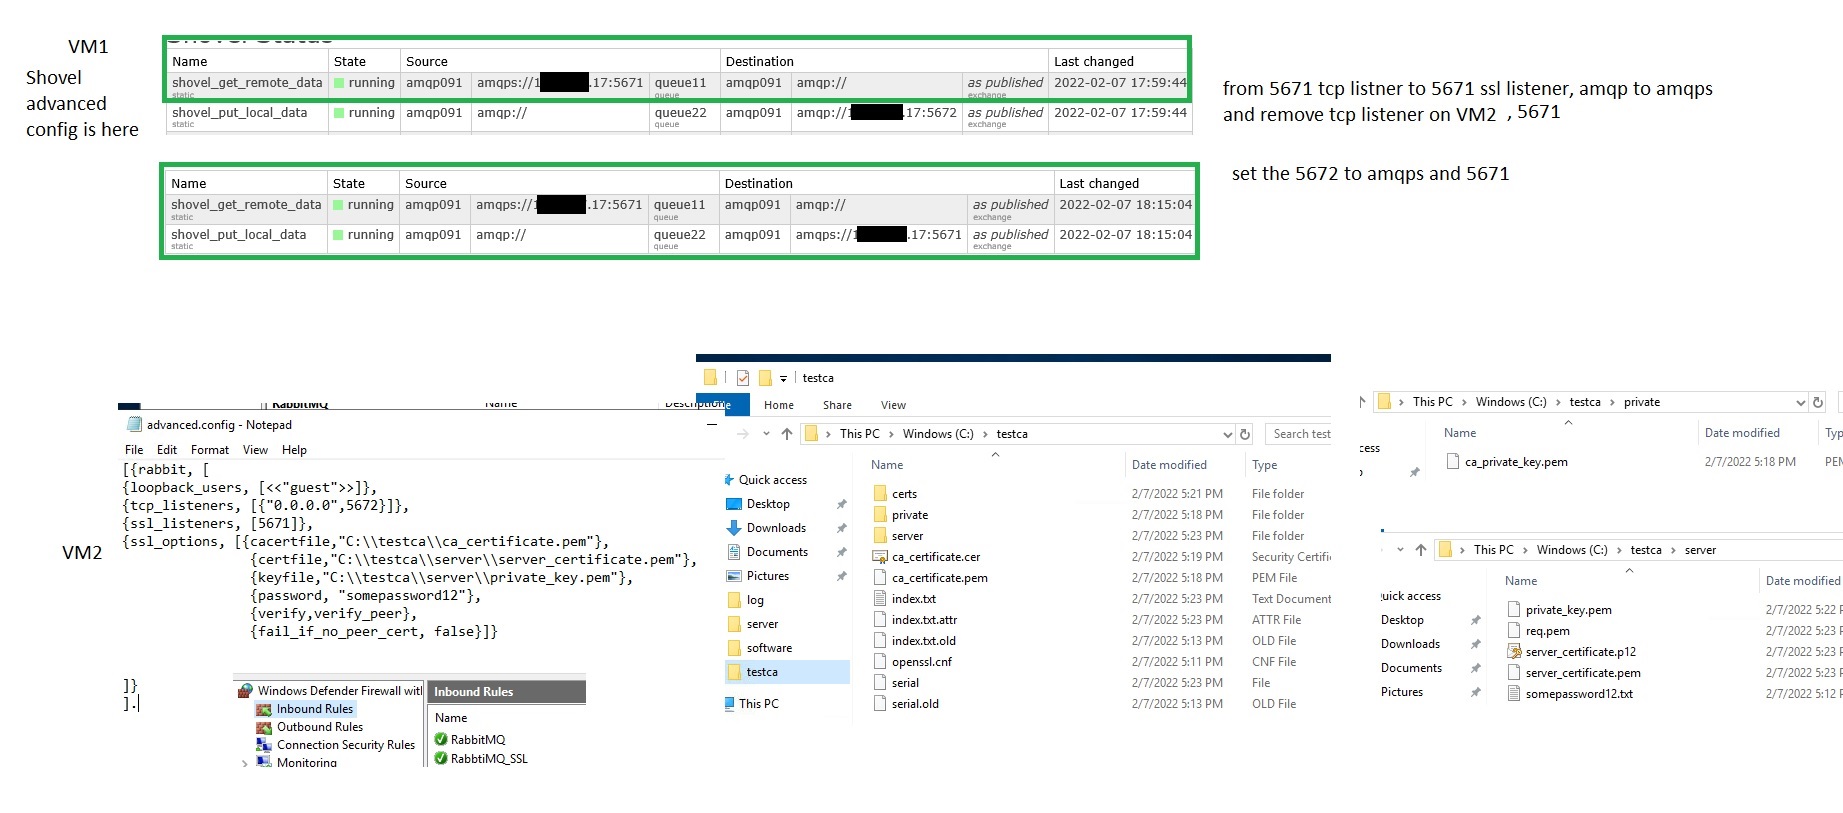 VM1
Shovel
advanced
config is here
Shovel Status
Name State Source Destination Last changed
shovel_get_remote_data running amqp091 amqps://1 .17:5671 queue11 amqp091 amqp:// as published 2022-02-07 17:59:44
static queue exchange
shovel_put_local_data running amqp091 amqp:// queue22 amqp091 amqp://1 .17:5672 as published 2022-02-07 17:59:44
static queue exchange
from 5671 tcp listner to 5671 ssl listener, amqp to amqps
and remove tcp listener on VM2 , 5671
Name State Source Destination Last changed
shovel_get_remote_data running amqp091 amqps://1 .17:5671 queue11 amqp091 amqp:// as published 2022-02-07 18:15:04
static queue exchange
shovel_put_local_data running amqp091 amqp:// queue22 amqp091 amqps://1 .17:5671 as published 2022-02-07 18:15:04
static queue exchange
set the 5672 to amqps and 5671
VM2
RabbitMQ Name
advanced.config - Notepad
File Edit Format View Help
[{rabbit, [
{loopback_users, [<<"guest">>]},
{tcp_listeners, [{"0.0.0.0",5672}]},
{ssl_listeners, [5671]},
{ssl_options, [{cacertfile,"C:\\testca\\ca_certificate.pem"},
{certfile,"C:\\testca\\server\\server_certificate.pem"},
{keyfile,"C:\\testca\\server\\private_key.pem"},
{password, "somepassword12"},
{verify,verify_peer},
{fail_if_no_peer_cert, false}]}
]}
].
Windows Defender Firewall wit
Inbound Rules
Outbound Rules
Connection Security Rules
Monitoring
Inbound Rules
Name
RabbitMQ
RabbtiMQ_SSL
testca
Home Share View
This PC > Windows (C:) > testca
Search test
Quick access
Desktop
Downloads
Documents
Pictures
log
server
software
testca
This PC
Name Date modified Type
certs 2/7/2022 5:21 PM File folder
private 2/7/2022 5:18 PM File folder
server 2/7/2022 5:23 PM File folder
ca_certificate.cer 2/7/2022 5:19 PM Security Certific
ca_certificate.pem 2/7/2022 5:18 PM PEM File
index.txt 2/7/2022 5:23 PM Text Document
index.txt.attr 2/7/2022 5:23 PM ATTR File
index.txt.old 2/7/2022 5:13 PM OLD File
openssl.cnf 2/7/2022 5:11 PM CNF File
serial 2/7/2022 5:23 PM File
serial.old 2/7/2022 5:13 PM OLD File
This PC > Windows (C:) > testca > private
Name Date modified Typ
ca_private_key.pem 2/7/2022 5:18 PM PEM
This PC > Windows (C:) > testca > server
Desktop
Downloads
Documents
Pictures
Name Date modified
private_key.pem 2/7/2022 5:22
req.pem 2/7/2022 5:23
server_certificate.p12 2/7/2022 5:23
server_certificate.pem 2/7/2022 5:23
somepassword12.txt 2/7/2022 5:12